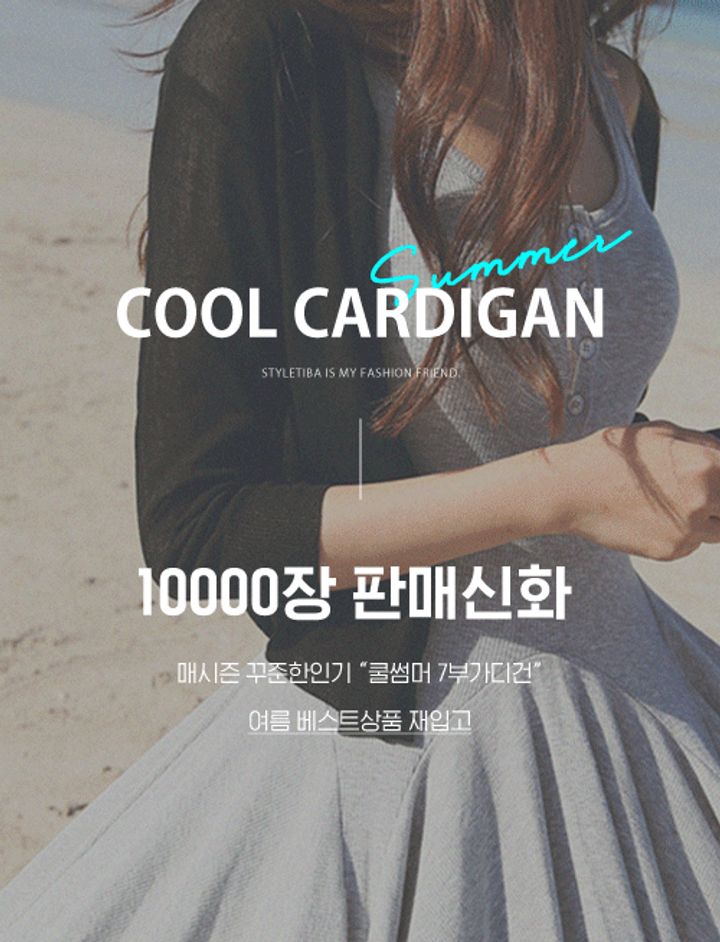 Summer
COOL CARDIGAN
STYLETIBA IS MY FASHION FRIEND.
10000장 판매신화
매시즌 꾸준한인기 “쿨썸머 7부가디건”
여름 베스트상품 재입고